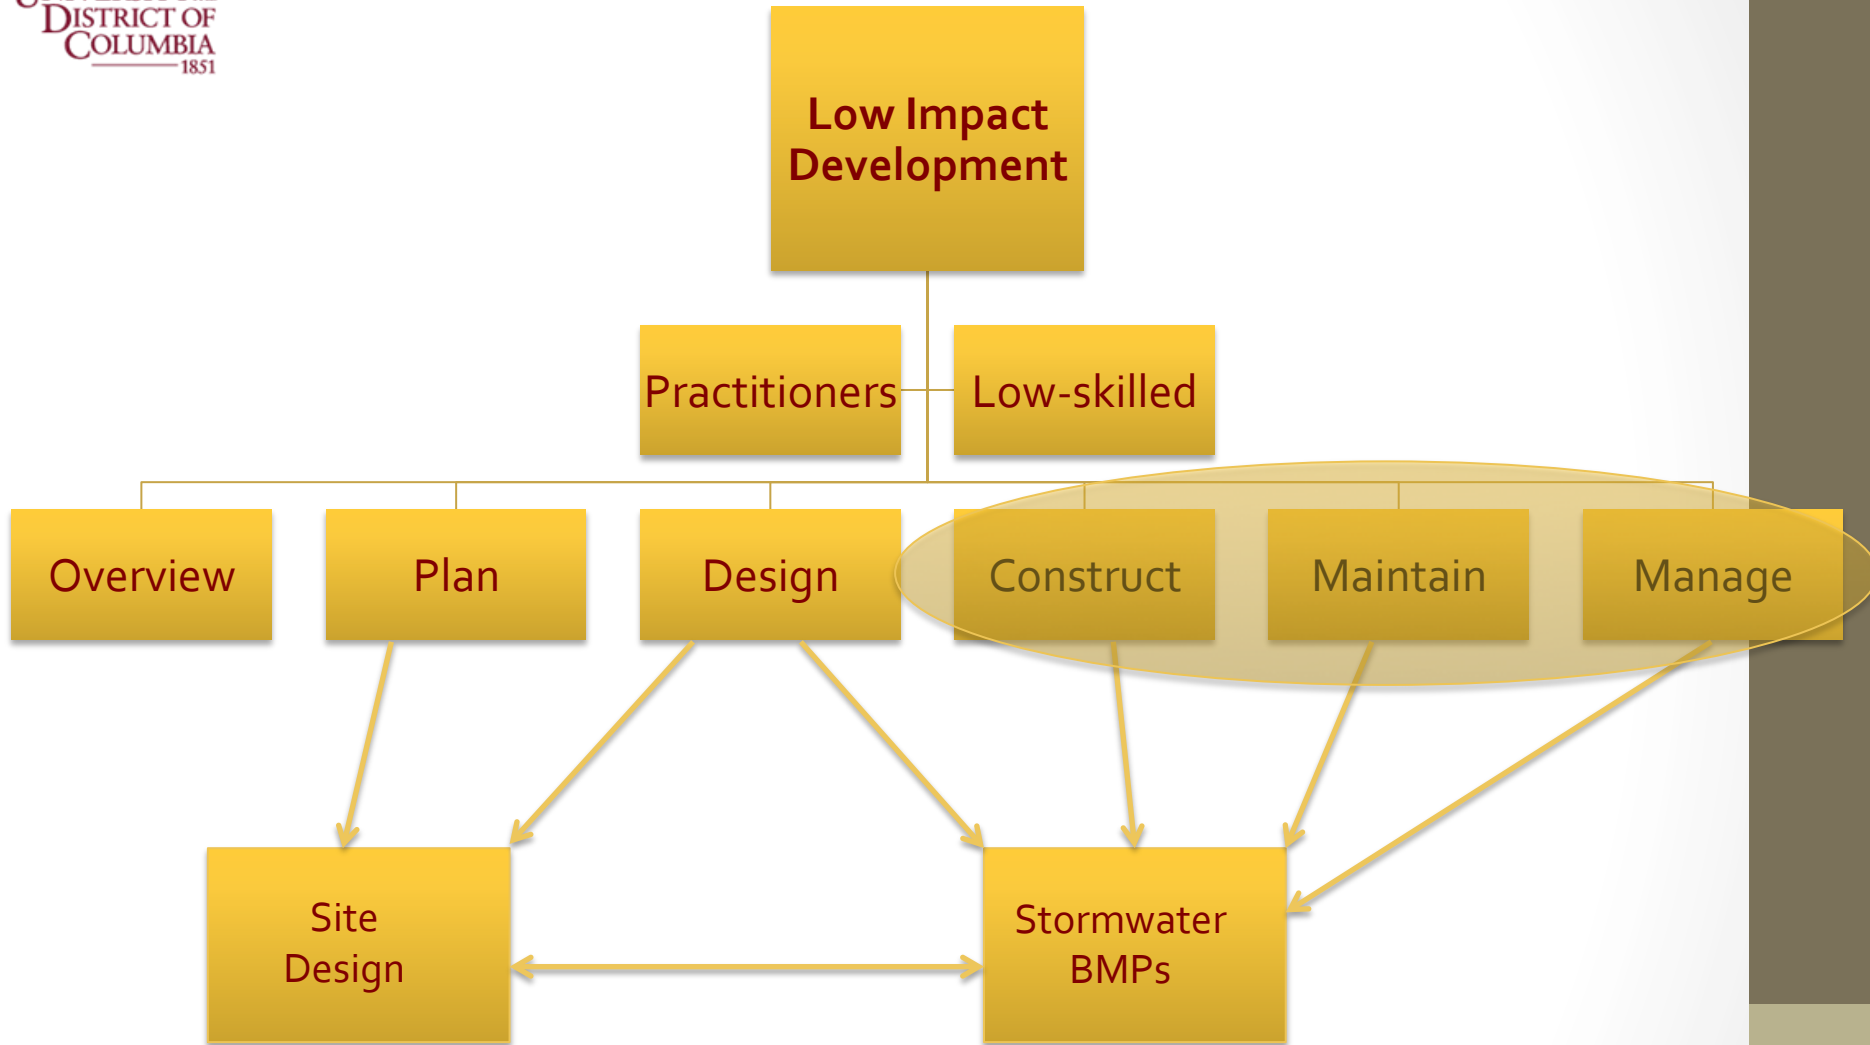 DISTRICT OF
COLUMBIA
1851
Low Impact
Development
Practitioners
Low-skilled
Overview
Plan
Design
Construct
Maintain
Manage
Site
Design
Stormwater
BMPs